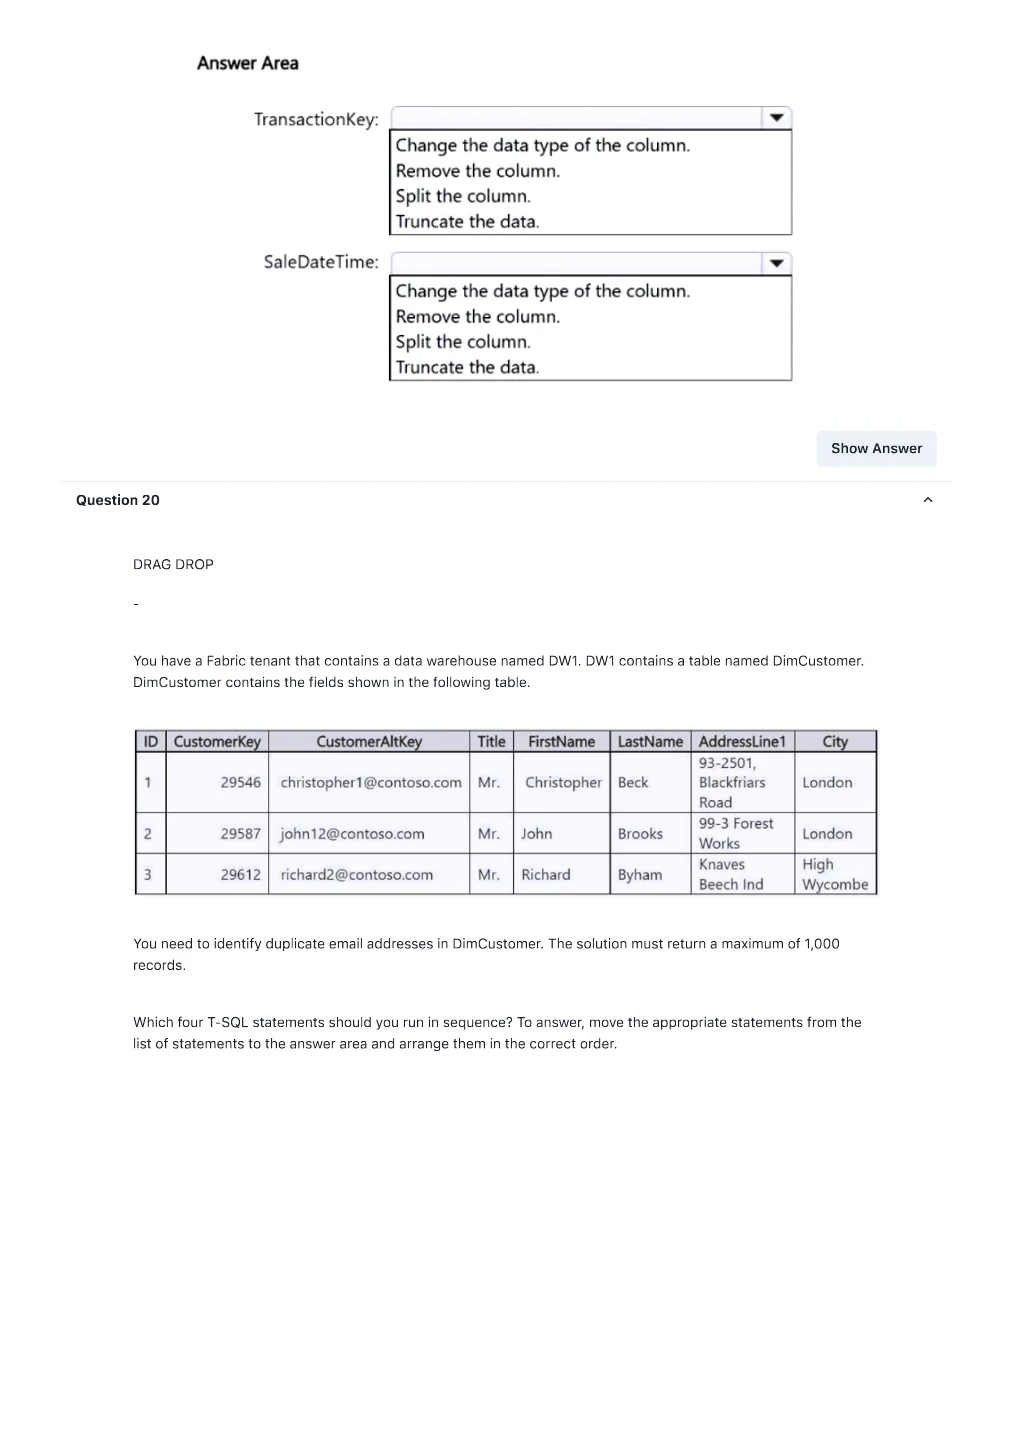 Answer Area
TransactionKey:
Change the data type of the column.
Remove the column.
Split the column.
Truncate the data.
SaleDateTime:
Change the data type of the column.
Remove the column.
Split the column.
Truncate the data.
Show Answer
Question 20
DRAG DROP
-
You have a Fabric tenant that contains a data warehouse named DW1. DW1 contains a table named DimCustomer.
DimCustomer contains the fields shown in the following table.
ID CustomerKey CustomerAltKey Title FirstName LastName AddressLine1 City
1 29546 christopher1@contoso.com Mr. Christopher Beck 93-2501, Blackfriars Road London
2 29587 john12@contoso.com Mr. John Brooks 99-3 Forest Works London
3 29612 richard2@contoso.com Mr. Richard Byham Knaves Beech Ind High Wycombe
You need to identify duplicate email addresses in DimCustomer. The solution must return a maximum of 1,000
records.
Which four T-SQL statements should you run in sequence? To answer, move the appropriate statements from the
list of statements to the answer area and arrange them in the correct order.